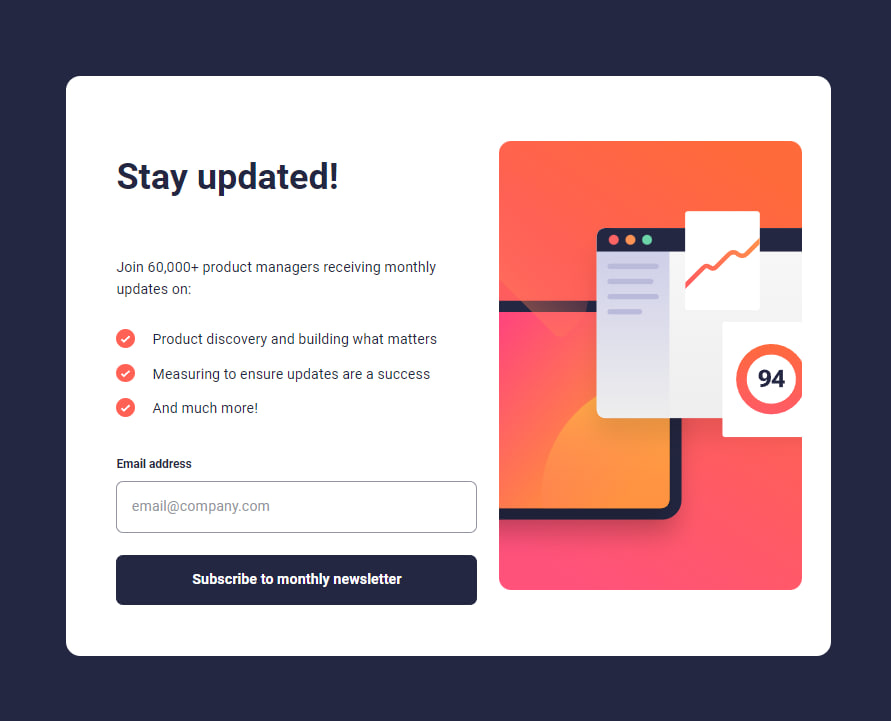 Stay updated!
Join 60,000+ product managers receiving monthly
updates on:
Product discovery and building what matters
Measuring to ensure updates are a success
And much more!
Email address
email@company.com
Subscribe to monthly newsletter
94